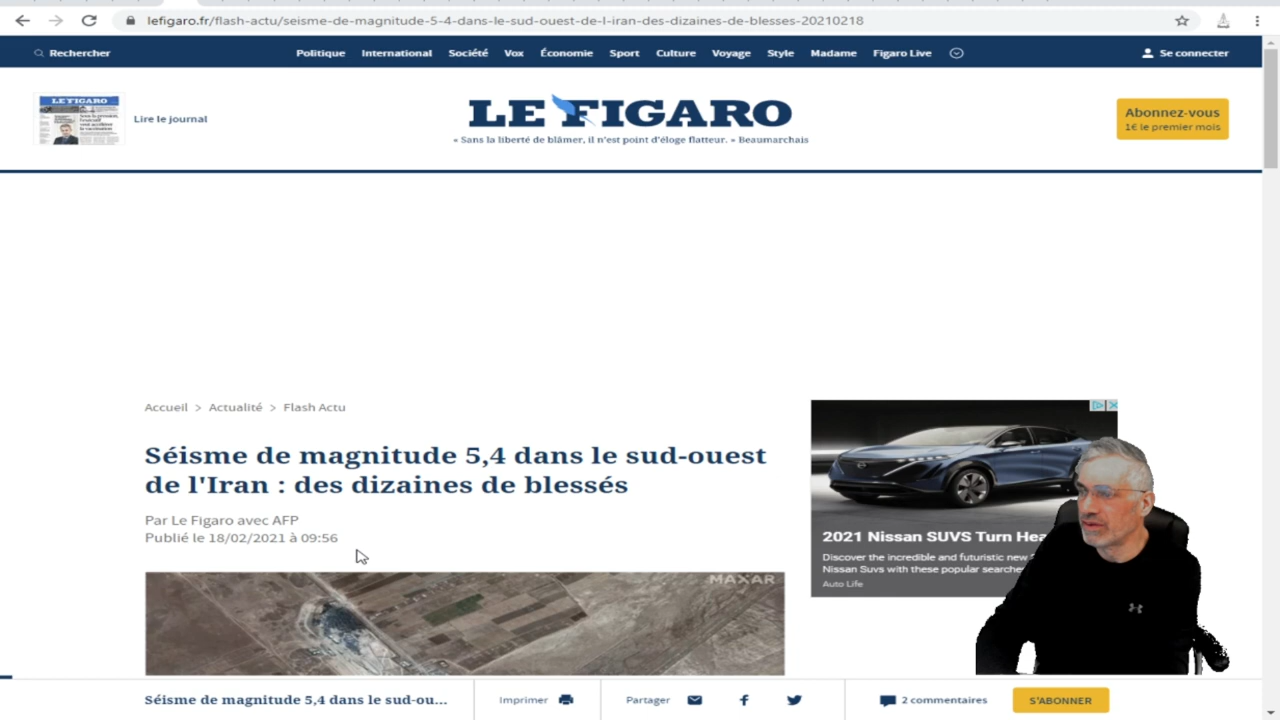 lefigaro.fr/flash-actu/seisme-de-magnitude-5-4-dans-le-sud-ouest-de-l-iran-des-dizaines-de-blesses-20210218
Rechercher
Politique International Société Vox Économie Sport Culture Voyage Style Madame Figaro Live
Se connecter
LE FIGARO
Lire le journal
LE FIGARO
« Sans la liberté de blâmer, il n'est point d'éloge flatteur. » Beaumarchais
Abonnez-vous
1€ le premier mois
Accueil > Actualité > Flash Actu
Séisme de magnitude 5,4 dans le sud-ouest
de l'Iran : des dizaines de blessés
Par Le Figaro avec AFP
Publié le 18/02/2021 à 09:56
MAXAR
2021 Nissan SUVS Turn
Discover the incredible and futuristic new
Nissan Suvs with these popular searches
Auto Life
Séisme de magnitude 5,4 dans le sud-ou...
Imprimer
Partager
2 commentaires
S'ABONNER